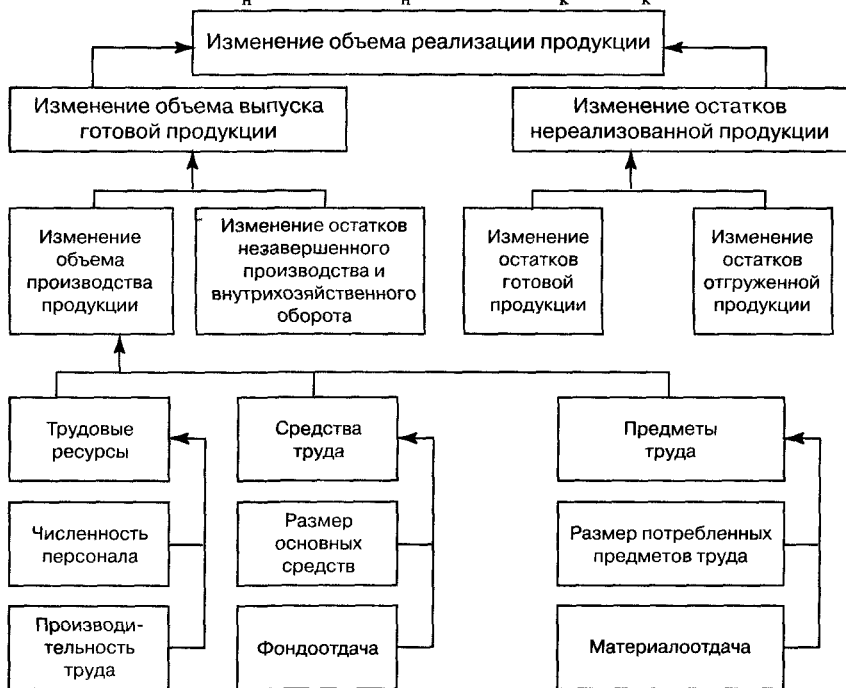 н н к к
Изменение объема реализации продукции
Изменение объема выпуска
готовой продукции
Изменение остатков
нереализованной продукции
Изменение
объема
производства
продукции
Изменение остатков
незавершенного
производства и
внутрихозяйственного
оборота
Изменение
остатков
готовой
продукции
Изменение
остатков
отгруженной
продукции
Трудовые
ресурсы
Средства
труда
Предметы
труда
Численность
персонала
Размер
основных
средств
Размер потребленных
предметов труда
Производи-
тельность
труда
Фондоотдача
Материалоотдача